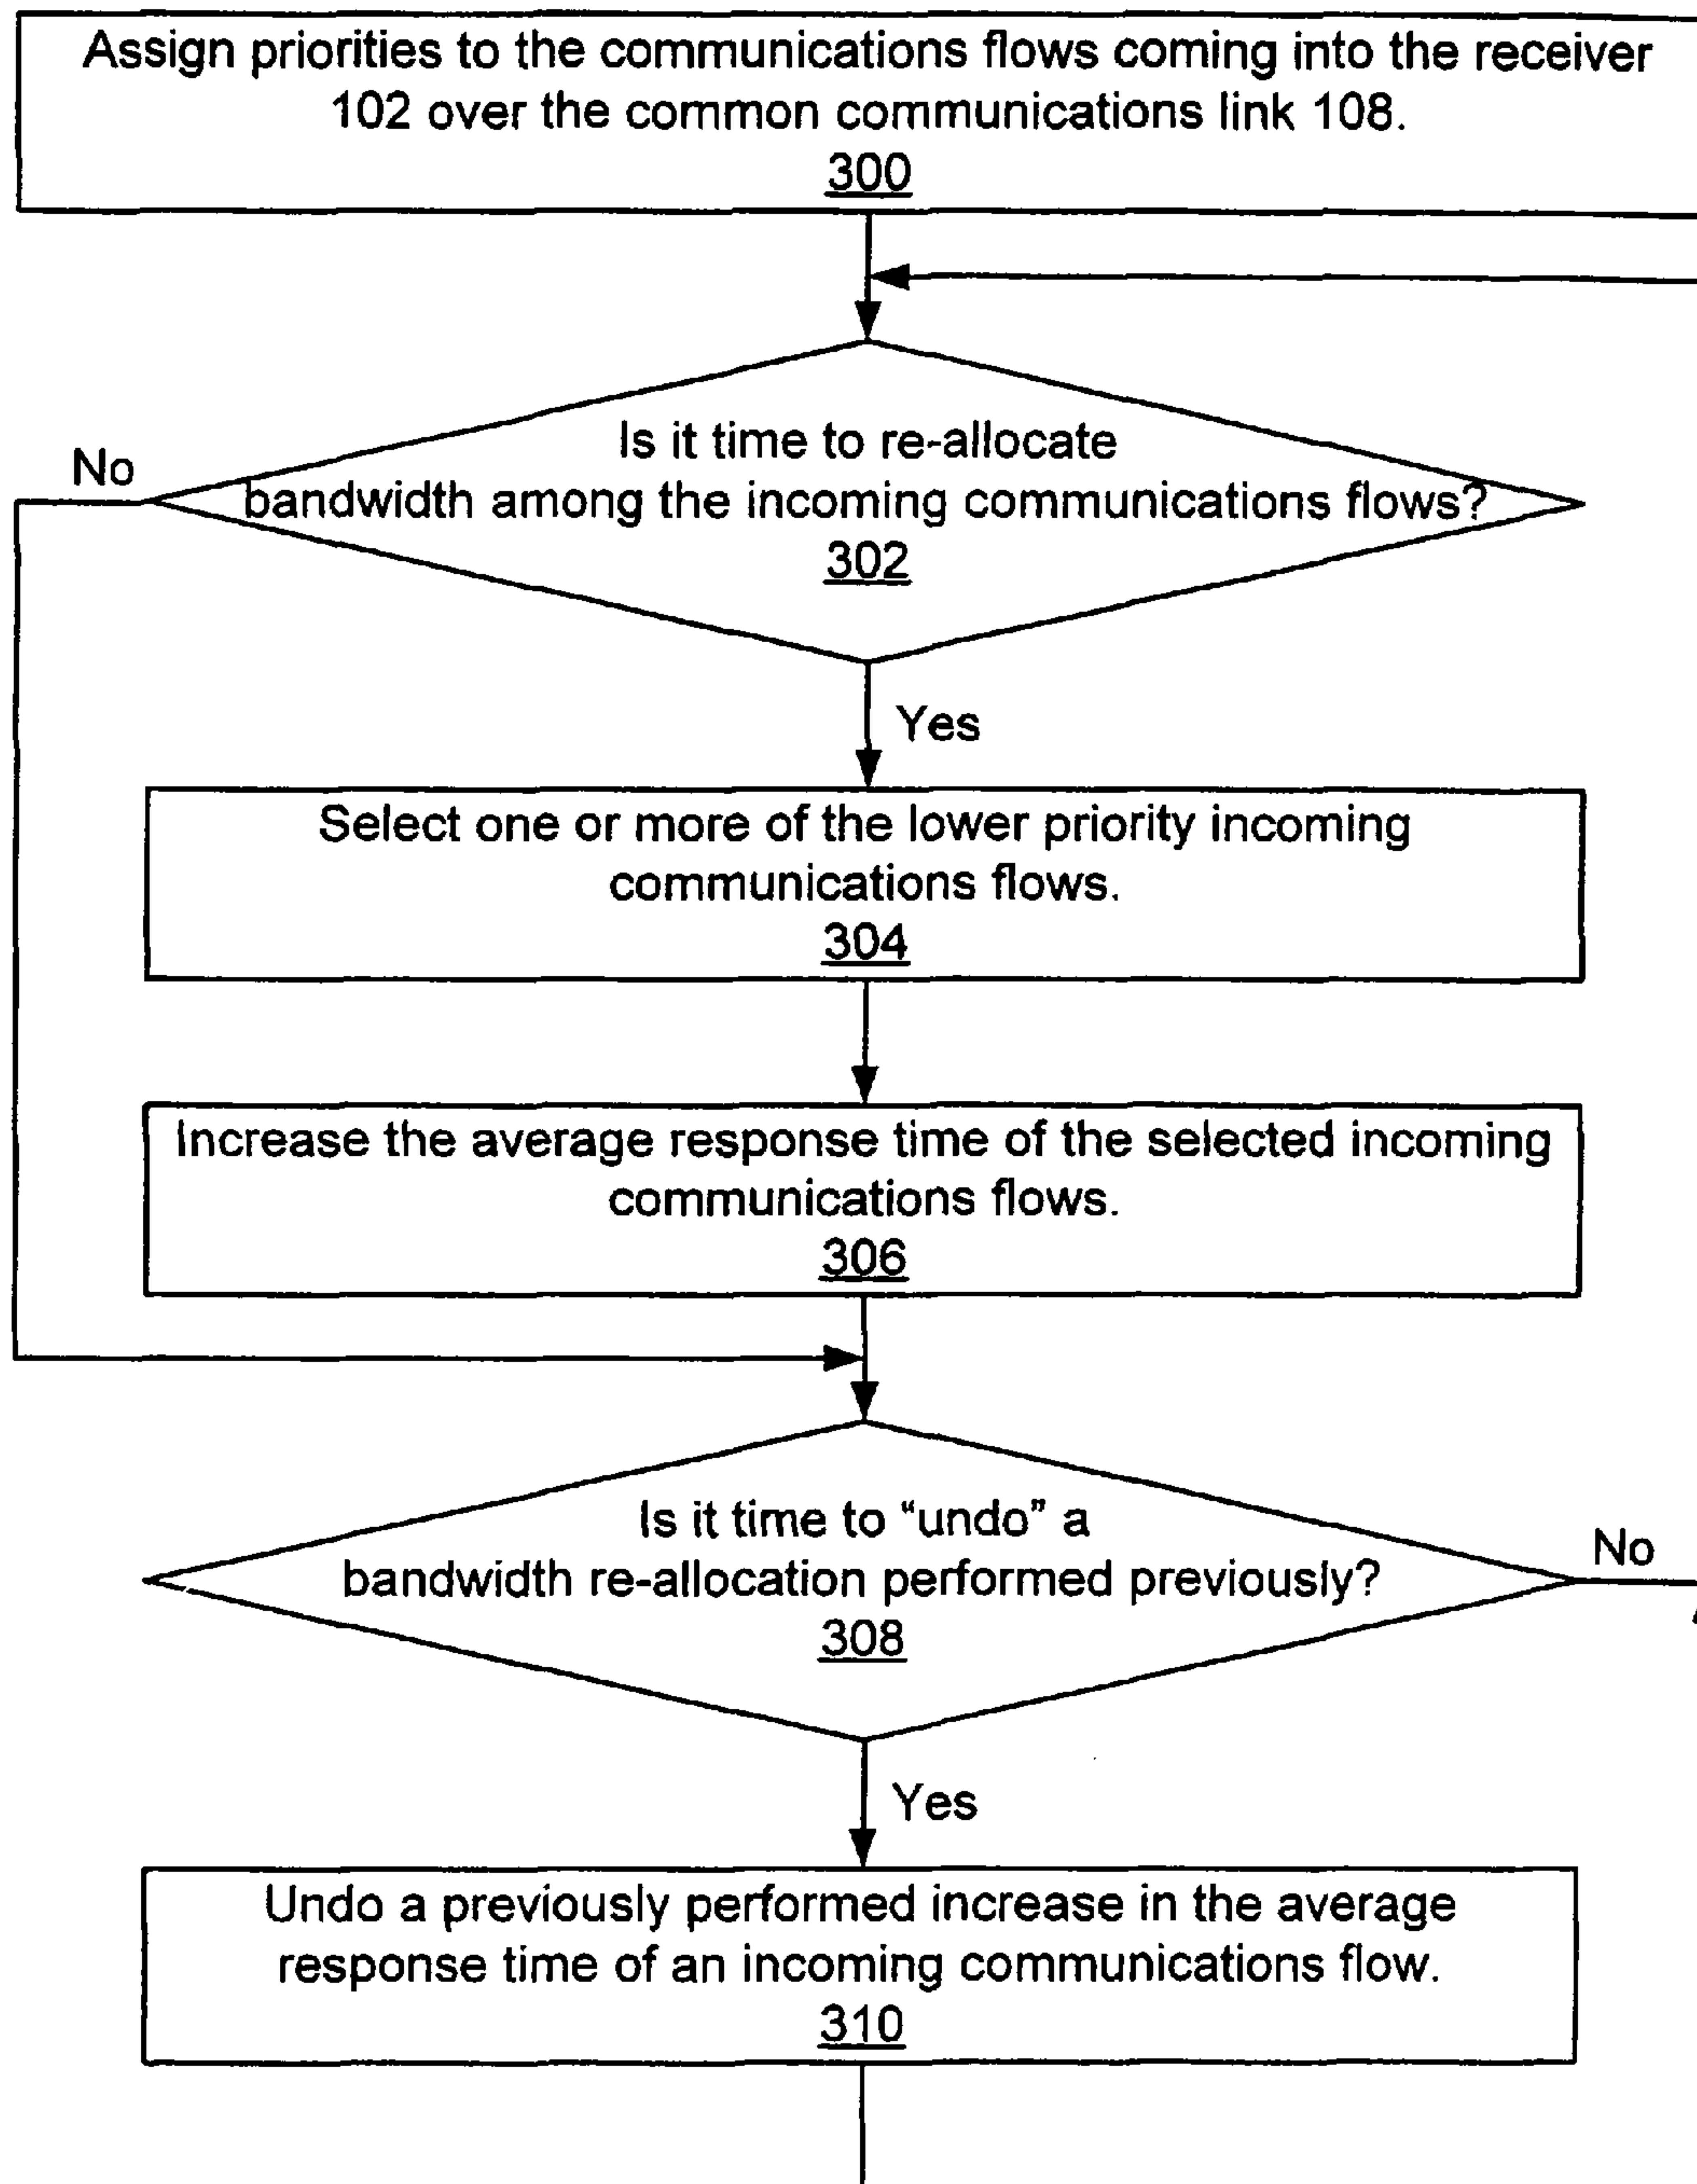 Assign priorities to the communications flows coming into the receiver
102 over the common communications link 108.
300
Is it time to re-allocate
bandwidth among the incoming communications flows?
302
No
Yes
Select one or more of the lower priority incoming
communications flows.
304
Increase the average response time of the selected incoming
communications flows.
306
Is it time to “undo” a
bandwidth re-allocation performed previously?
308
No
Yes
Undo a previously performed increase in the average
response time of an incoming communications flow.
310